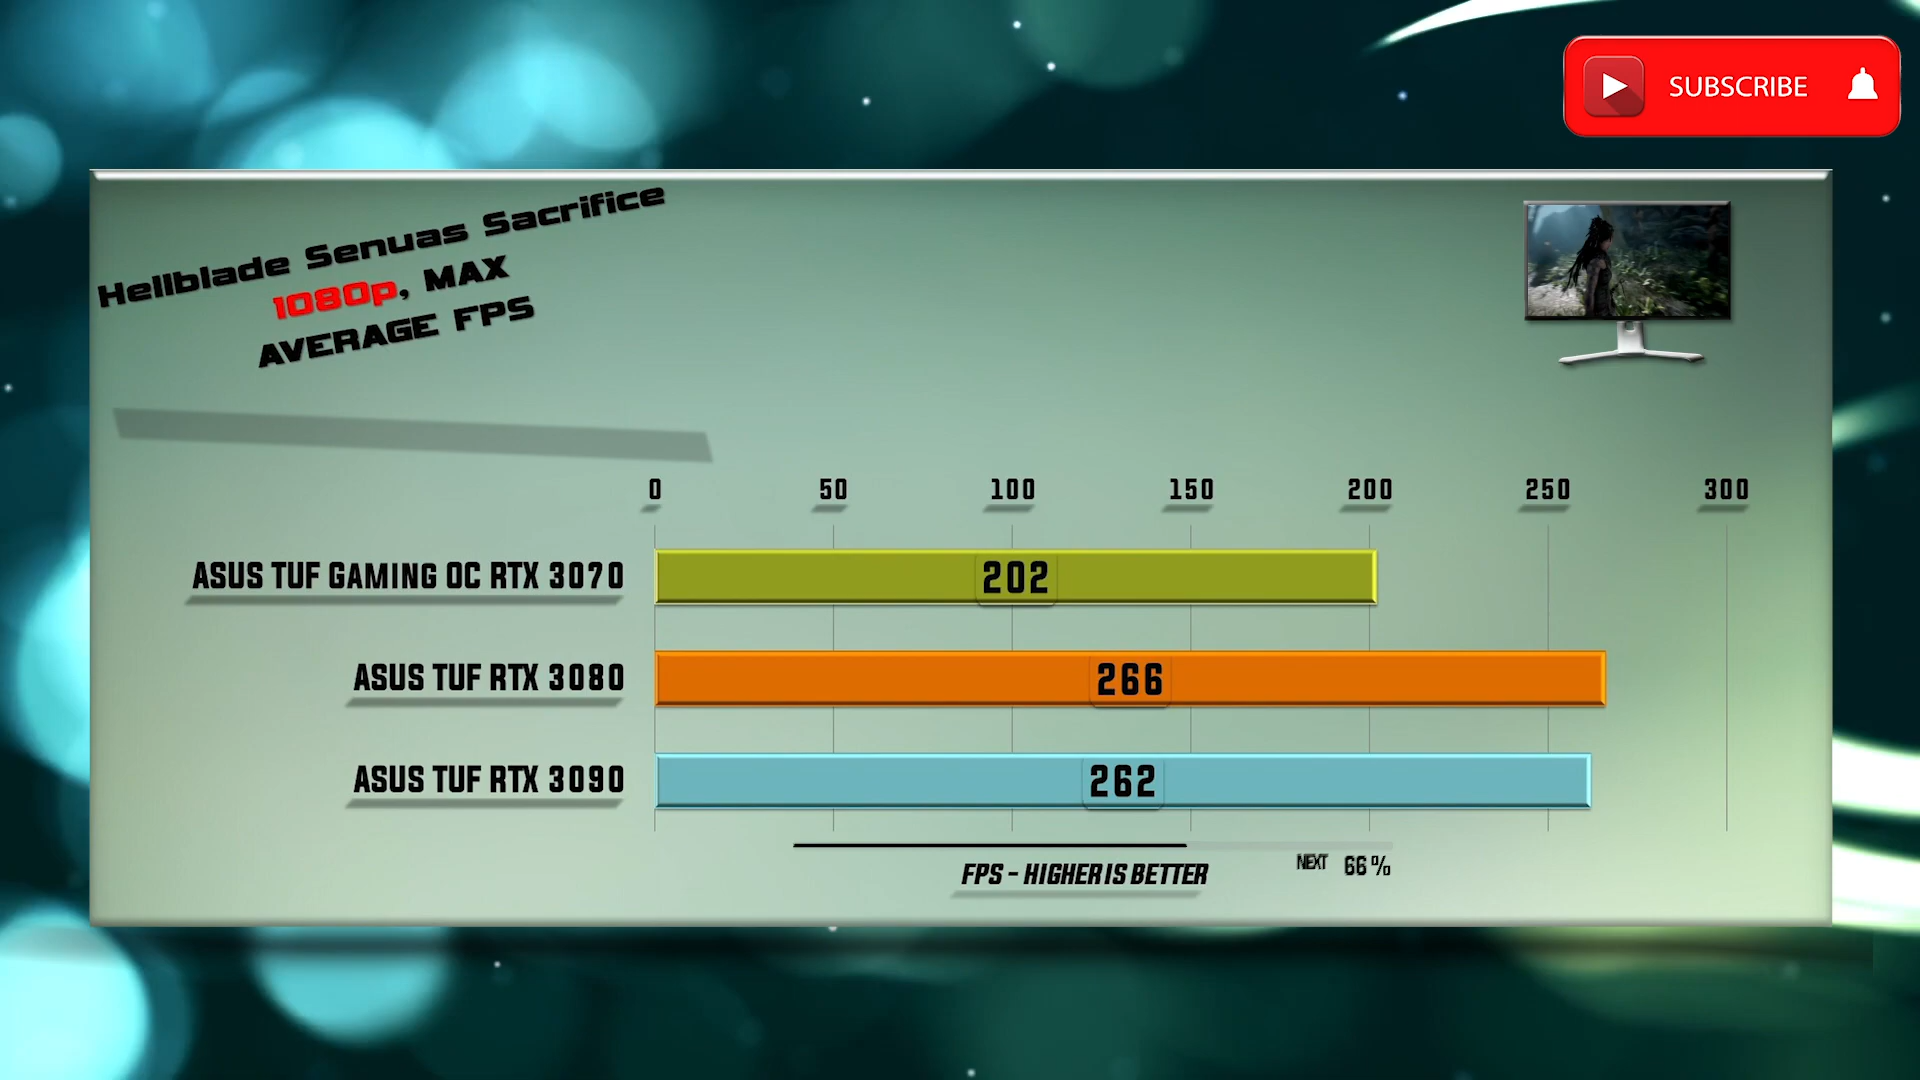 SUBSCRIBE
Hellblade Senuas Sacrifice
1080p, MAX
AVERAGE FPS
0 50 100 150 200 250 300
ASUS TUF GAMING OC RTX 3070 202
ASUS TUF RTX 3080 266
ASUS TUF RTX 3090 262
FPS - HIGHER IS BETTER
NEXT 66%